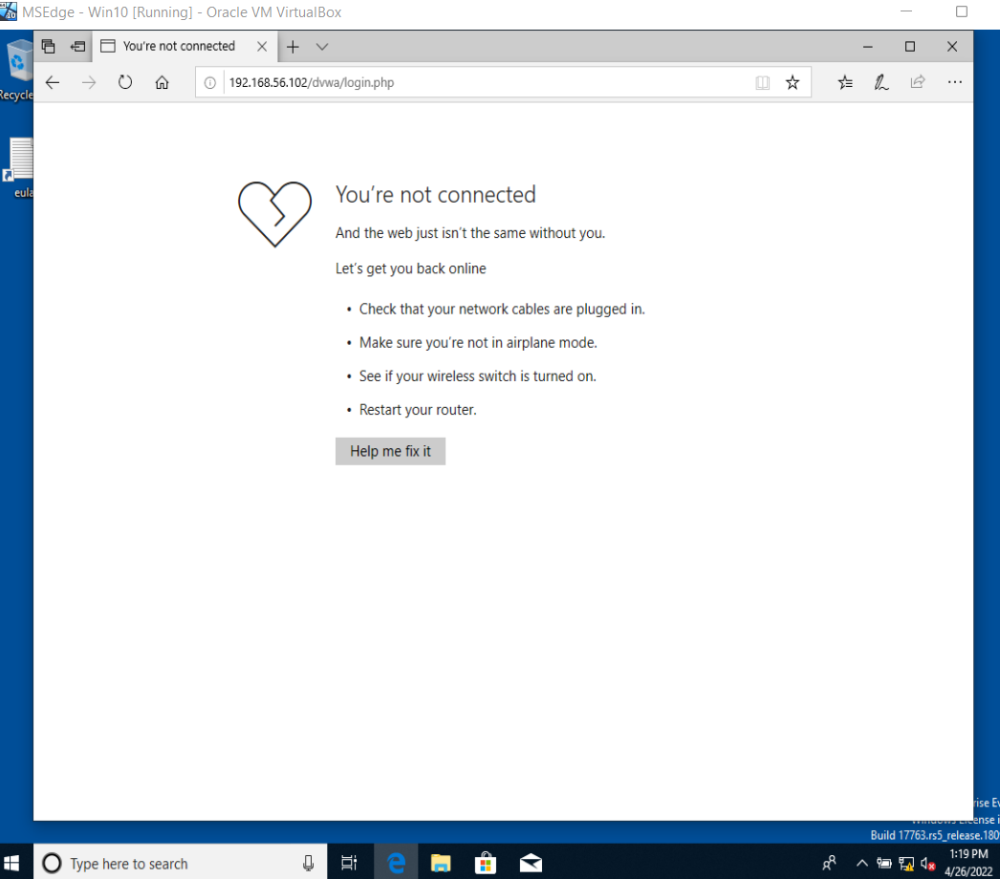 MSEdge - Win10 [Running] - Oracle VM VirtualBox
You're not connected
192.168.56.102/dvwa/login.php
Recycle
eula
You're not connected
And the web just isn't the same without you.
Let's get you back online
• Check that your network cables are plugged in.
• Make sure you're not in airplane mode.
• See if your wireless switch is turned on.
• Restart your router.
Help me fix it
rise Ev
Windows License i
Build 17763.rs5_release.180
Type here to search
1:19 PM
4/26/2022